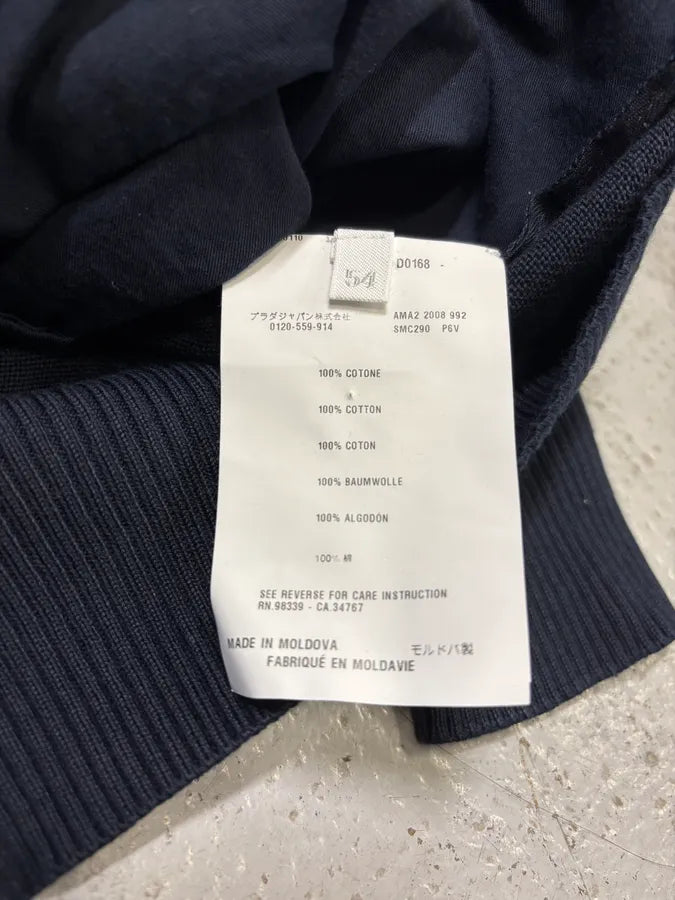 D0168 -
プラダジャパン株式会社
0120-559-914
AMA2 2008 992
SMC290 P6V
100% COTONE
100% COTTON
100% COTON
100% BAUMWOLLE
100% ALGODÓN
100% 綿
SEE REVERSE FOR CARE INSTRUCTION
RN.98339 - CA.34767
MADE IN MOLDOVA
モルドバ製
FABRIQUÉ EN MOLDAVIE